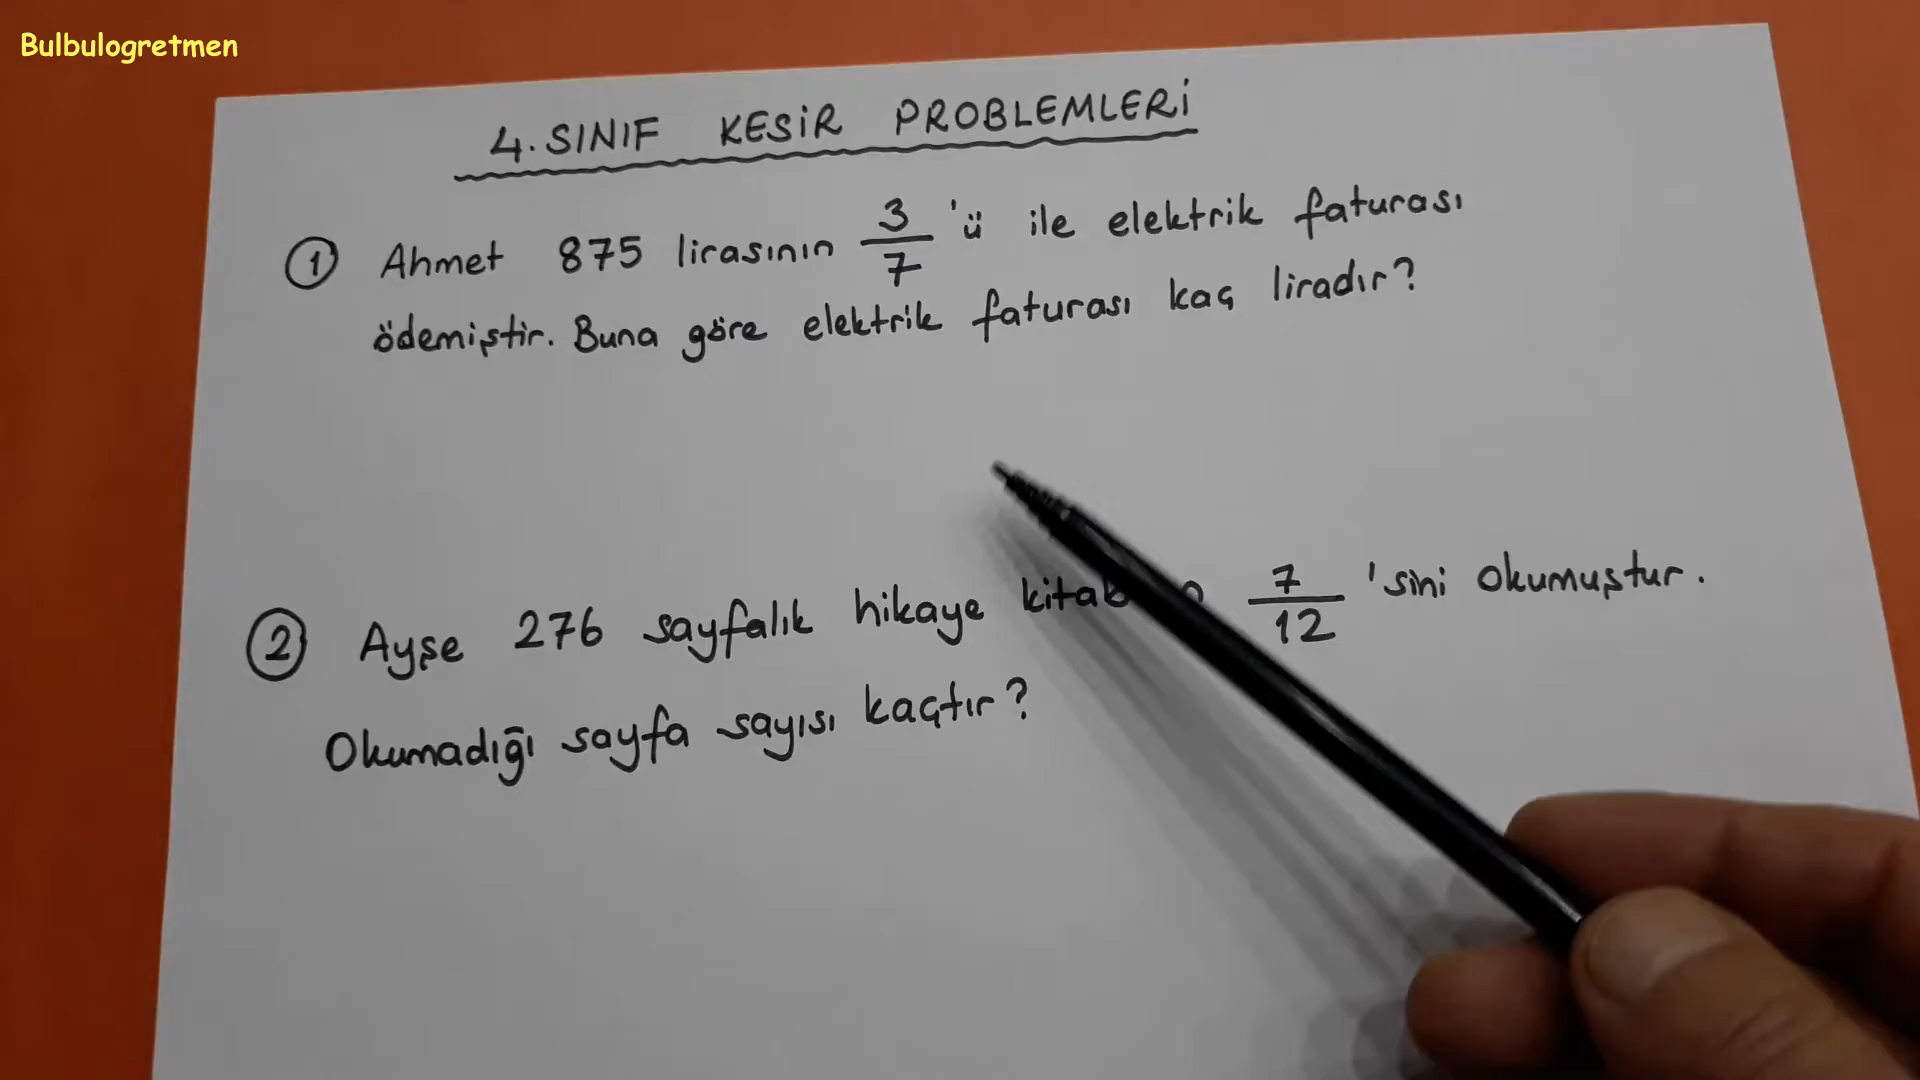 Bulbulogretmen
4. SINIF KESİR PROBLEMLERİ
① Ahmet 875 lirasının 3/7 'ü ile elektrik faturası
ödemiştir. Buna göre elektrik faturası kaç liradır?
② Ayşe 276 sayfalık hikaye 7/12 'sini okumuştur.
Okumadığı sayfa sayısı kaçtır?